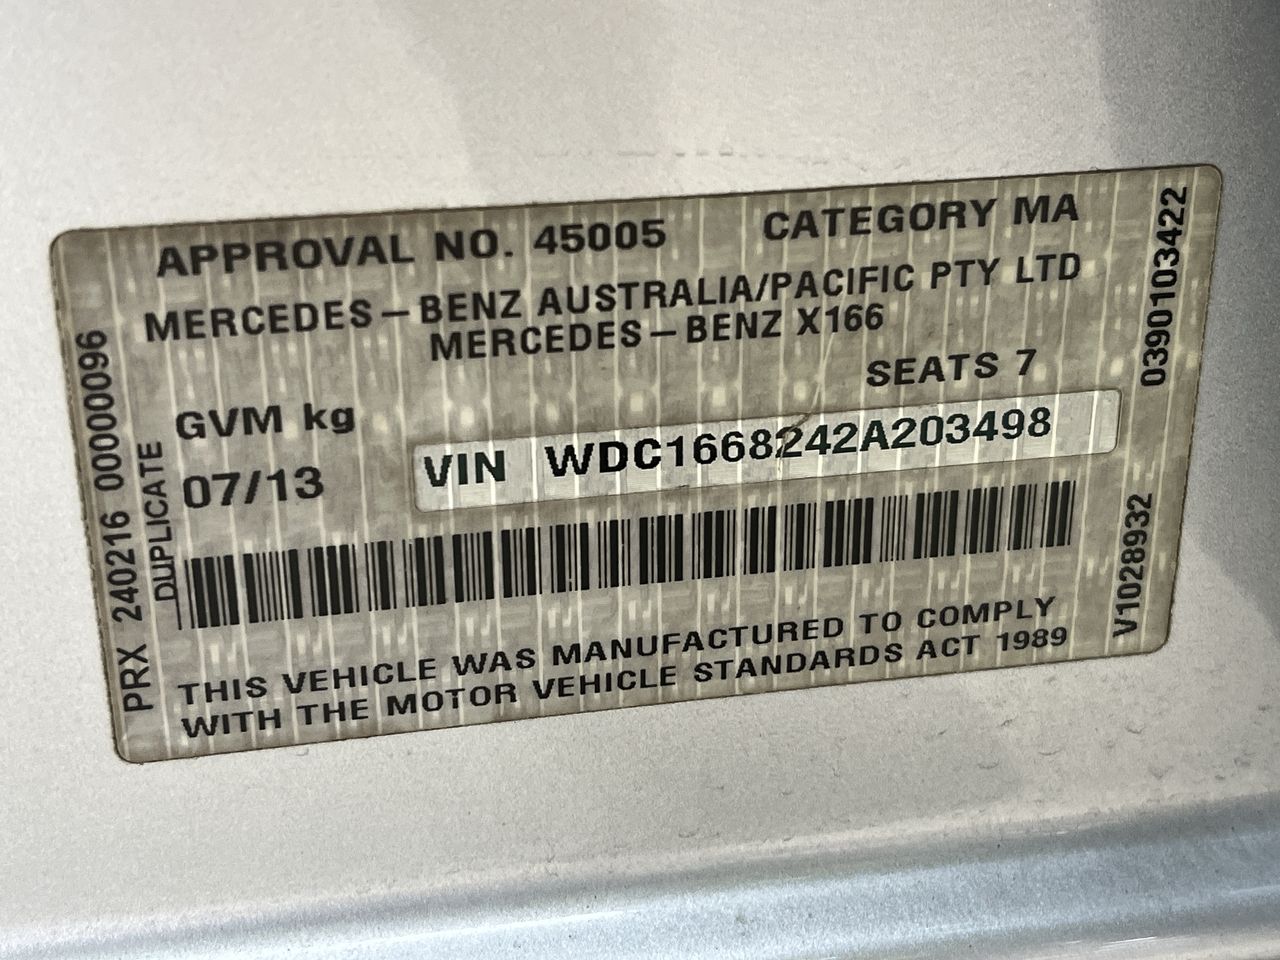 APPROVAL NO. 45005 CATEGORY MA
MERCEDES-BENZ AUSTRALIA/PACIFIC PTY LTD
MERCEDES-BENZ X166
SEATS 7
GVM kg
07/13
VIN WDC1668242A203498
THIS VEHICLE WAS MANUFACTURED TO COMPLY
WITH THE MOTOR VEHICLE STANDARDS ACT 1989
PRX 240216 00000096
DUPLICATE
0390103422
V1028932